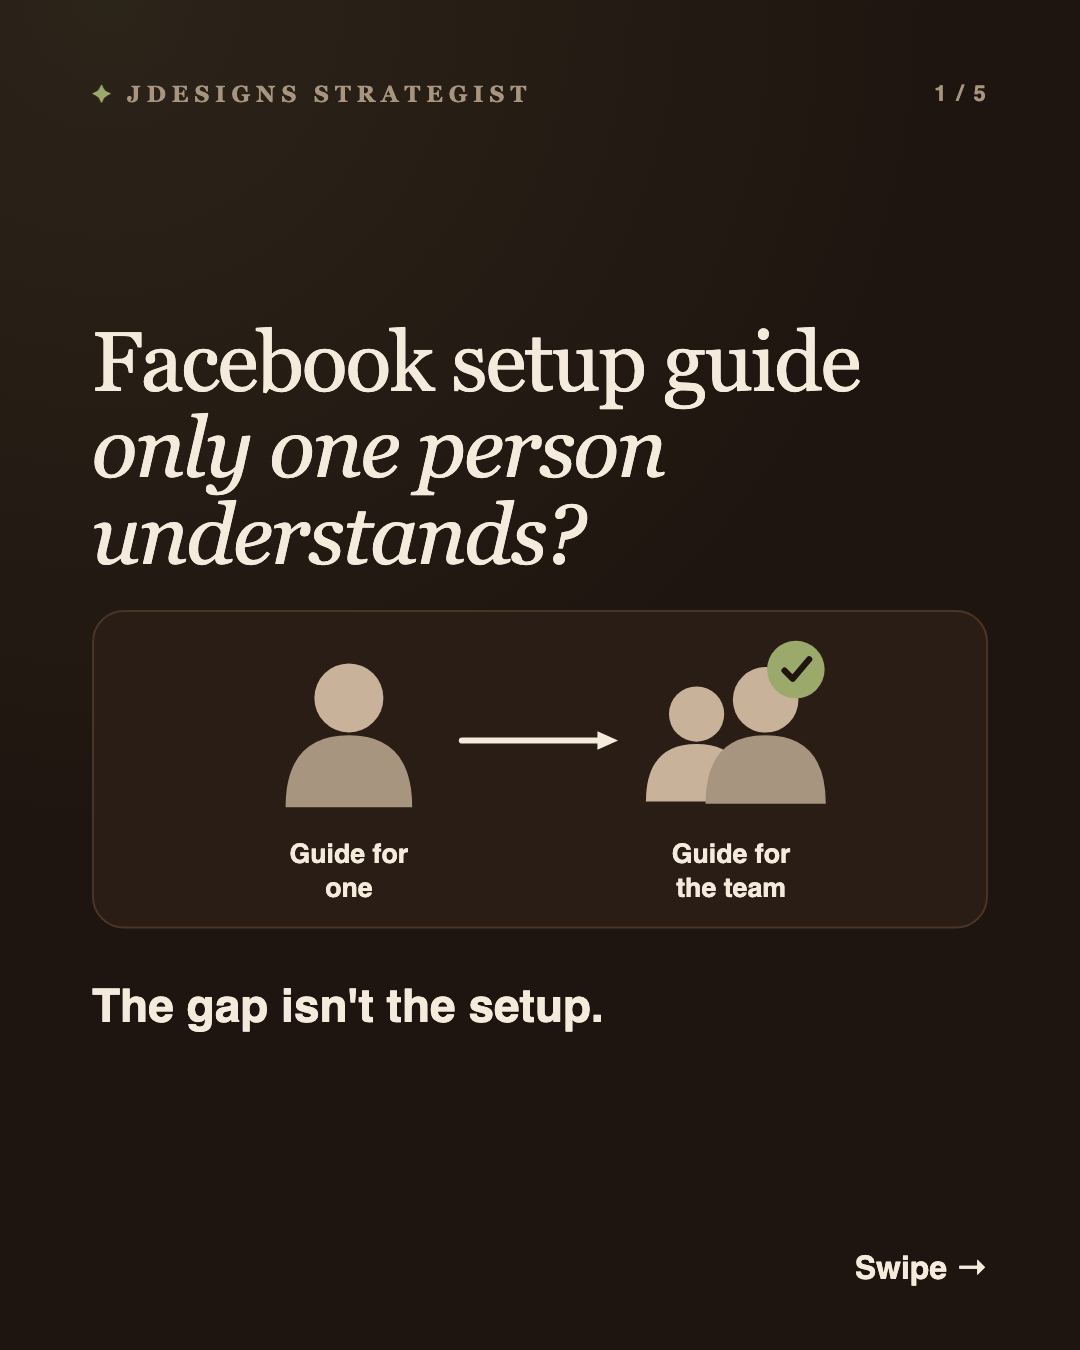 ✦ JDESIGNS STRATEGIST
1 / 5
Facebook setup guide
only one person
understands?
Guide for
one
Guide for
the team
The gap isn't the setup.
Swipe →